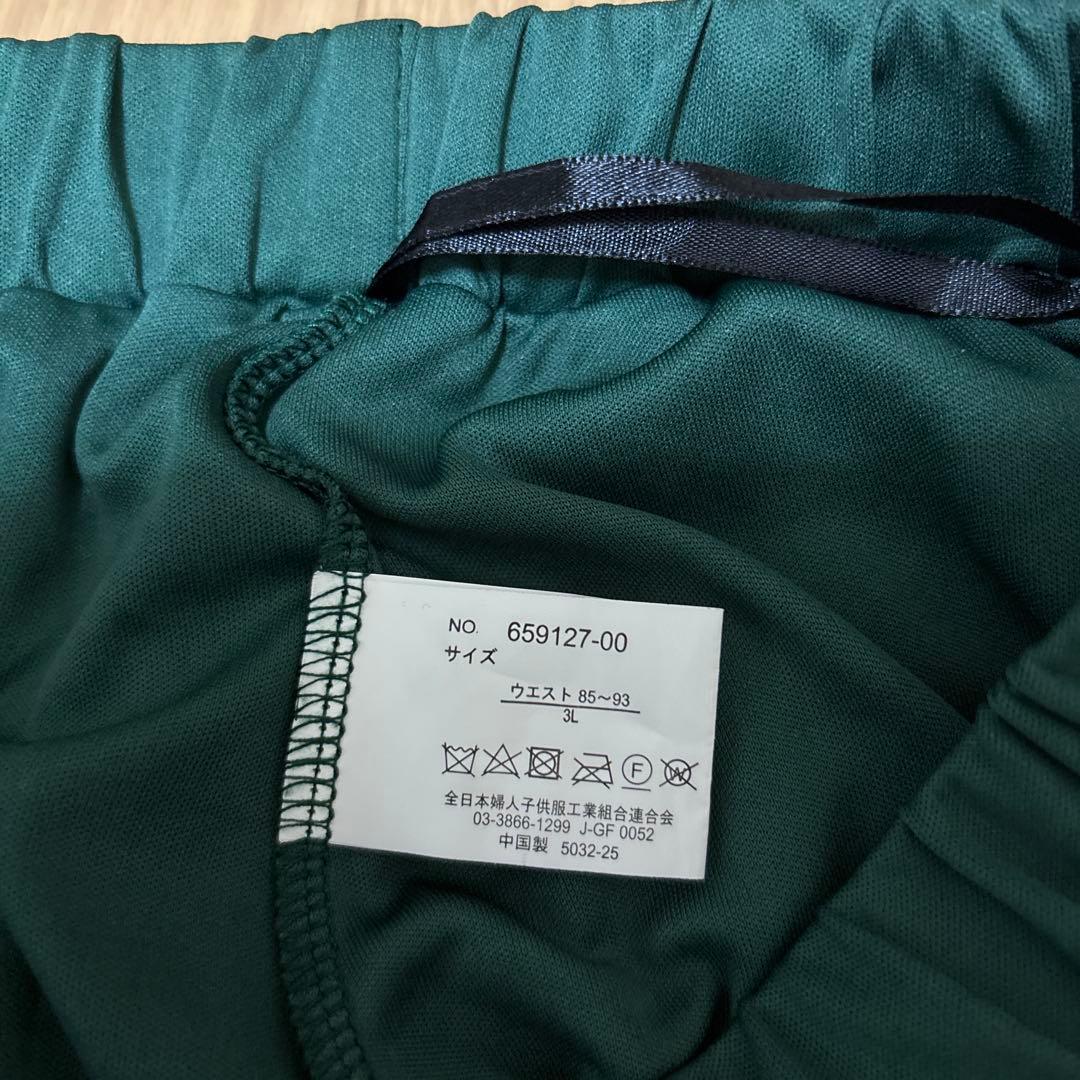 NO. 659127-00
サイズ
ウエスト 85～93
3L
F W
全日本婦人子供服工業組合連合会
03-3866-1299 J-GF 0052
中国製 5032-25